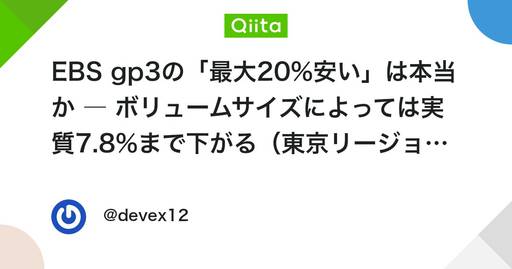 Qiita
EBS gp3の「最大20%安い」は本当
か ― ボリュームサイズによっては実
質7.8%まで下がる（東京リージョ…
@devex12